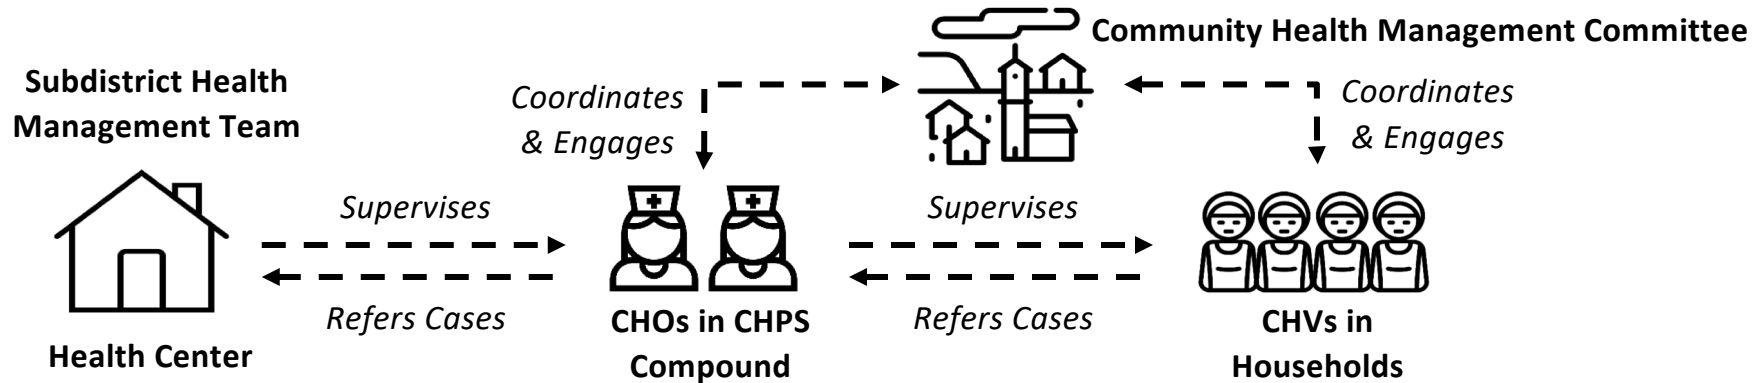 Community Health Management Committee
Subdistrict Health
Management Team
Coordinates
& Engages
Coordinates
& Engages
Supervises
Supervises
Refers Cases
Refers Cases
Health Center
CHOs in CHPS
Compound
CHVs in
Households